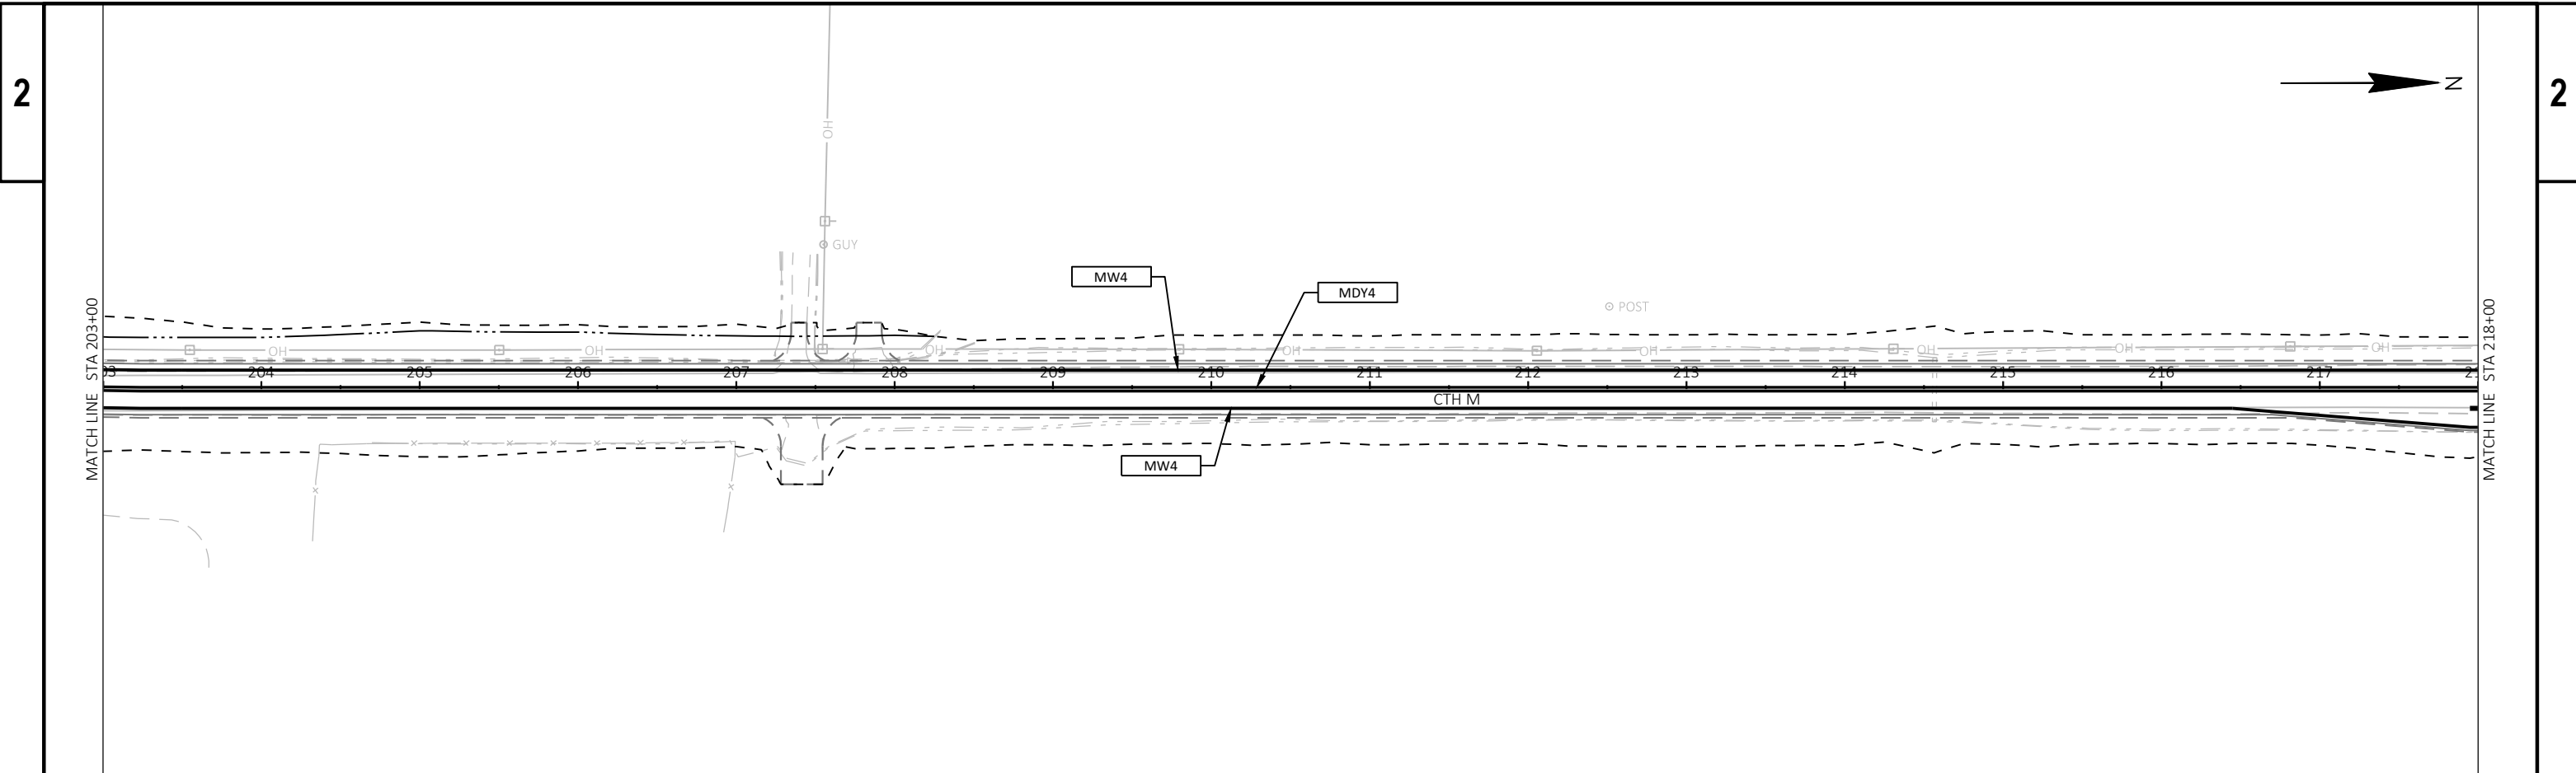 2
2
N
OH
GUY
MW4
MDY4
POST
MATCH LINE STA 203+00
MATCH LINE STA 218+00
OH
OH
OH
OH
OH
OH
OH
OH
204
205
206
207
208
209
210
211
212
213
214
215
216
217
CTH M
MW4